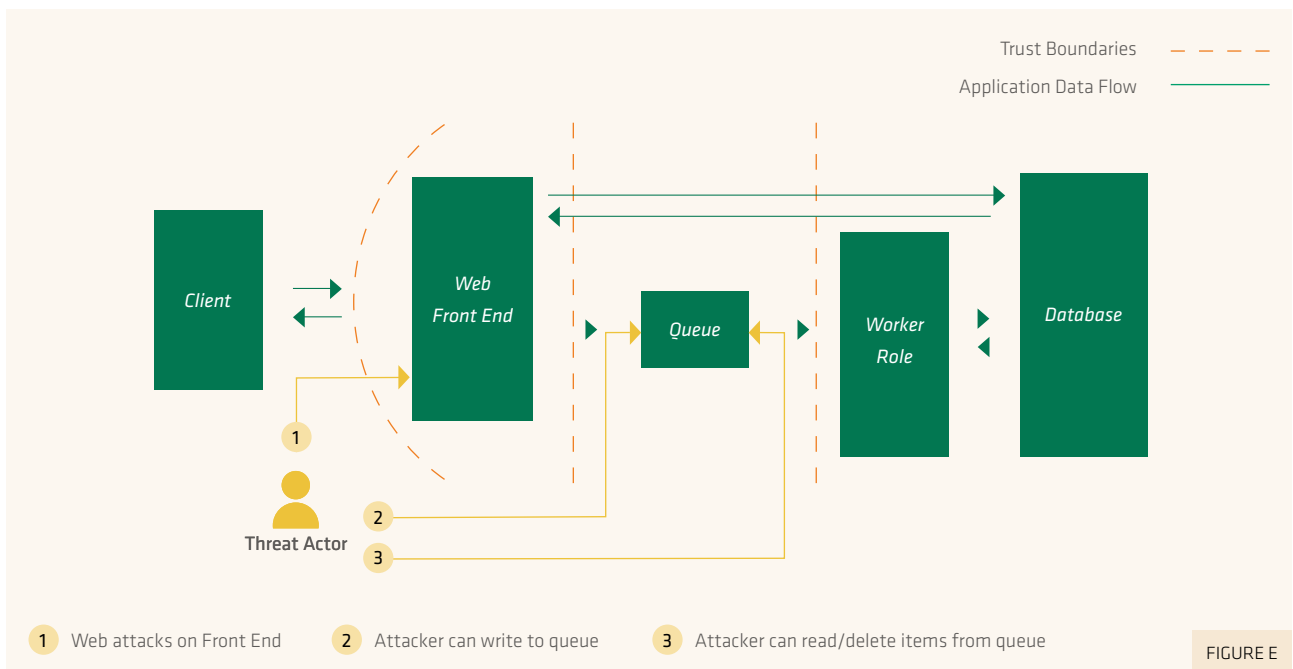 Trust Boundaries
Application Data Flow
Client
Web
Front End
Queue
Worker
Role
Database
1
Threat Actor
2
3
1 Web attacks on Front End
2 Attacker can write to queue
3 Attacker can read/delete items from queue
FIGURE E